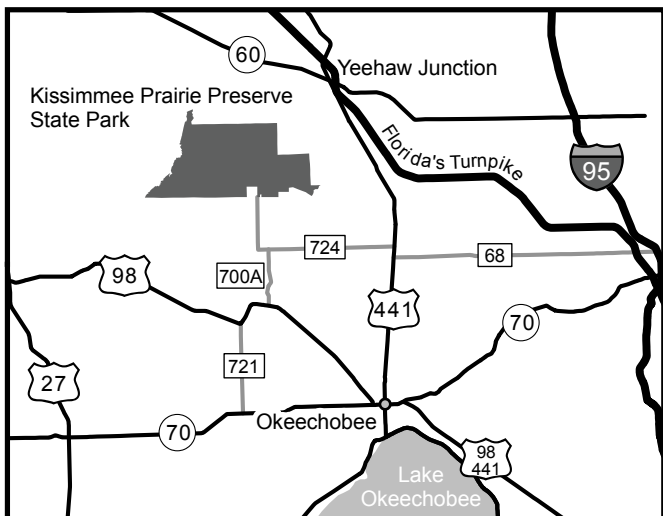 60
Yeehaw Junction
Kissimmee Prairie Preserve
State Park
Florida's Turnpike
95
724
68
700A
98
441
70
721
27
70
Okeechobee
98
441
Lake
Okeechobee